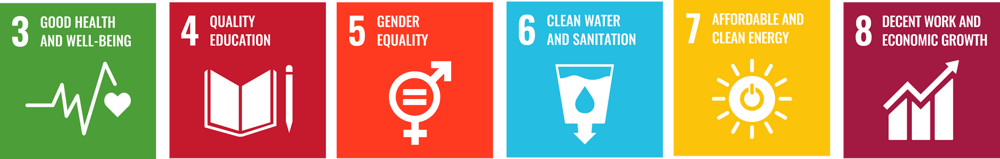 3
GOOD HEALTH
AND WELL-BEING
4
QUALITY
EDUCATION
5
GENDER
EQUALITY
6
CLEAN WATER
AND SANITATION
7
AFFORDABLE AND
CLEAN ENERGY
8
DECENT WORK AND
ECONOMIC GROWTH